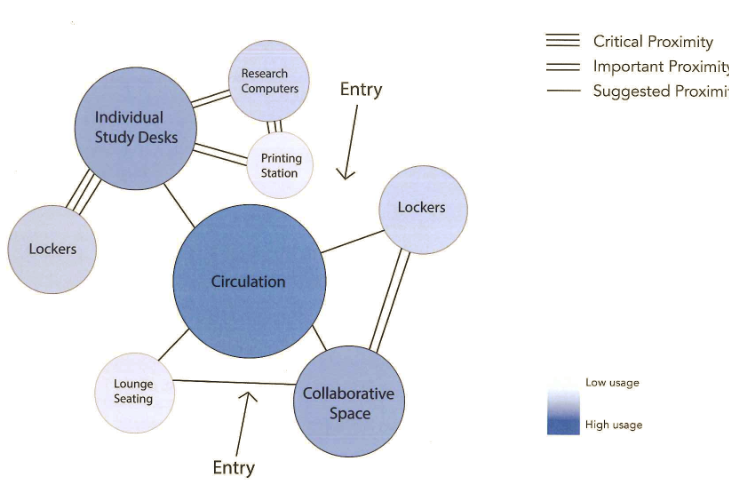 Research
Computers
Individual
Study Desks
Printing
Station
Lockers
Entry
Lockers
Circulation
Lounge
Seating
Collaborative
Space
Entry
Critical Proximity
Important Proximity
Suggested Proximi
Low usage
High usage